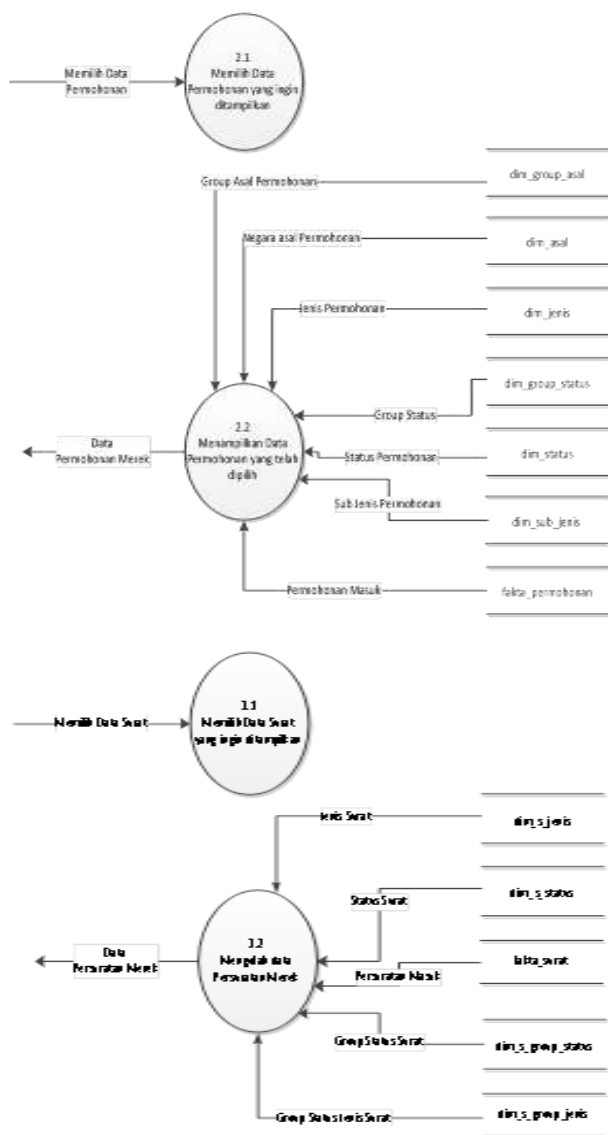 2.1
Memilih Data
Permohonan yang ingin
ditampilkan
Memilih Data
Permohonan
Group Asal Permohonan
dim_group_asal
Negara asal Permohonan
dim_asal
Jenis Permohonan
dim_jenis
dim_group_status
Group Status
2.2
Menampilkan Data
Permohonan yang telah
dipilih
Data
Permohonan Merek
Status Permohonan
dim_status
Sub Jenis Permohonan
dim_sub_jenis
Permohonan Masuk
fakta_permohonan
3.1
Memilih Data Surat
yang ingin ditampilkan
Memilih Data Surat
Jenis Surat
dim_s_jenis
Status Surat
dim_s_status
3.2
Mengolah data
Persuratan Merek
Data
Persuratan Merek
fakta_surat
Persuratan Masuk
Group Status Surat
dim_s_group_status
Group Status Jenis Surat
dim_s_group_jenis